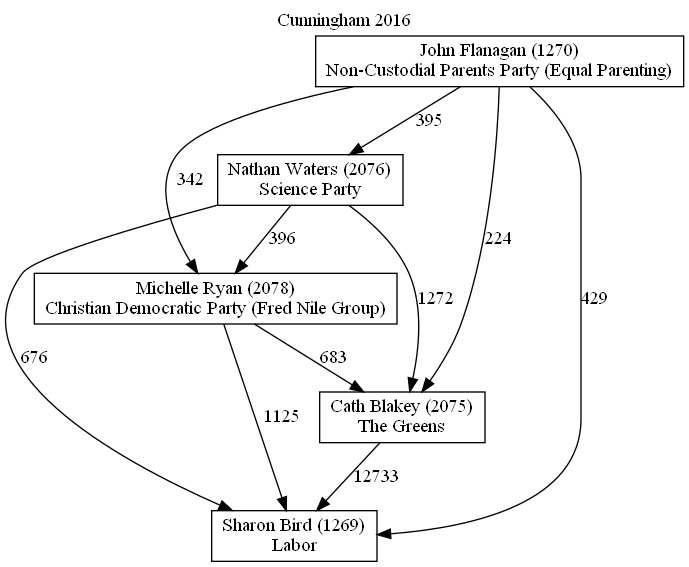 Cunningham 2016
John Flanagan (1270)
Non-Custodial Parents Party (Equal Parenting)
395
Nathan Waters (2076)
Science Party
342
396
224
Michelle Ryan (2078)
Christian Democratic Party (Fred Nile Group)
1272
429
676
683
Cath Blakey (2075)
The Greens
1125
12733
Sharon Bird (1269)
Labor